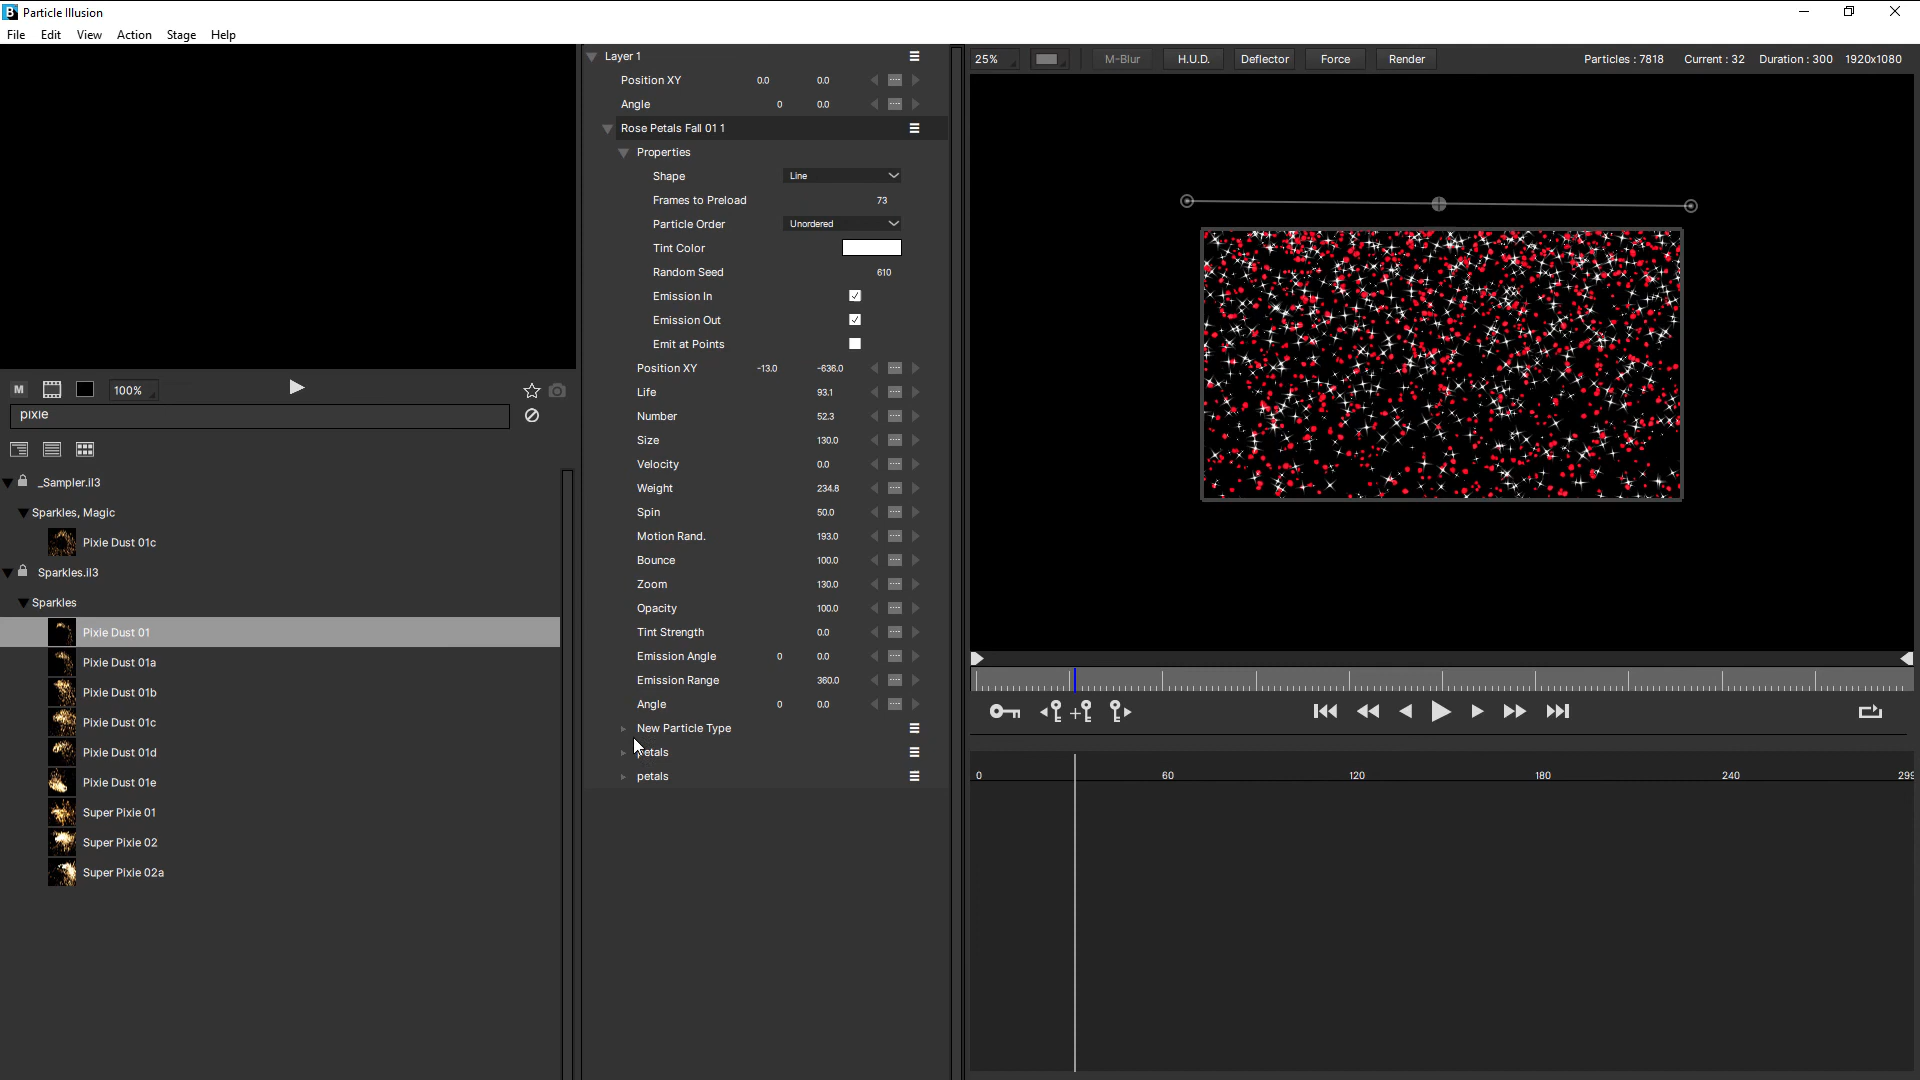 Particle Illusion
File Edit View Action Stage Help
M 100%
pixie
_Sampler.il3
Sparkles, Magic
Pixie Dust 01c
Sparkles.il3
Sparkles
Pixie Dust 01
Pixie Dust 01a
Pixie Dust 01b
Pixie Dust 01c
Pixie Dust 01d
Pixie Dust 01e
Super Pixie 01
Super Pixie 02
Super Pixie 02a
Layer 1
Position XY 0.0 0.0
Angle 0 0.0
Rose Petals Fall 01 1
Properties
Shape Line
Frames to Preload 73
Particle Order Unordered
Tint Color
Random Seed 610
Emission In
Emission Out
Emit at Points
Position XY -13.0 -636.0
Life 93.1
Number 52.3
Size 130.0
Velocity 0.0
Weight 234.8
Spin 50.0
Motion Rand. 193.0
Bounce 100.0
Zoom 130.0
Opacity 100.0
Tint Strength 0.0
Emission Angle 0 0.0
Emission Range 360.0
Angle 0 0.0
New Particle Type
petals
petals
25% M-Blur H.U.D. Deflector Force Render Particles : 7818 Current : 32 Duration : 300 1920x1080
0 60 120 180 240 299